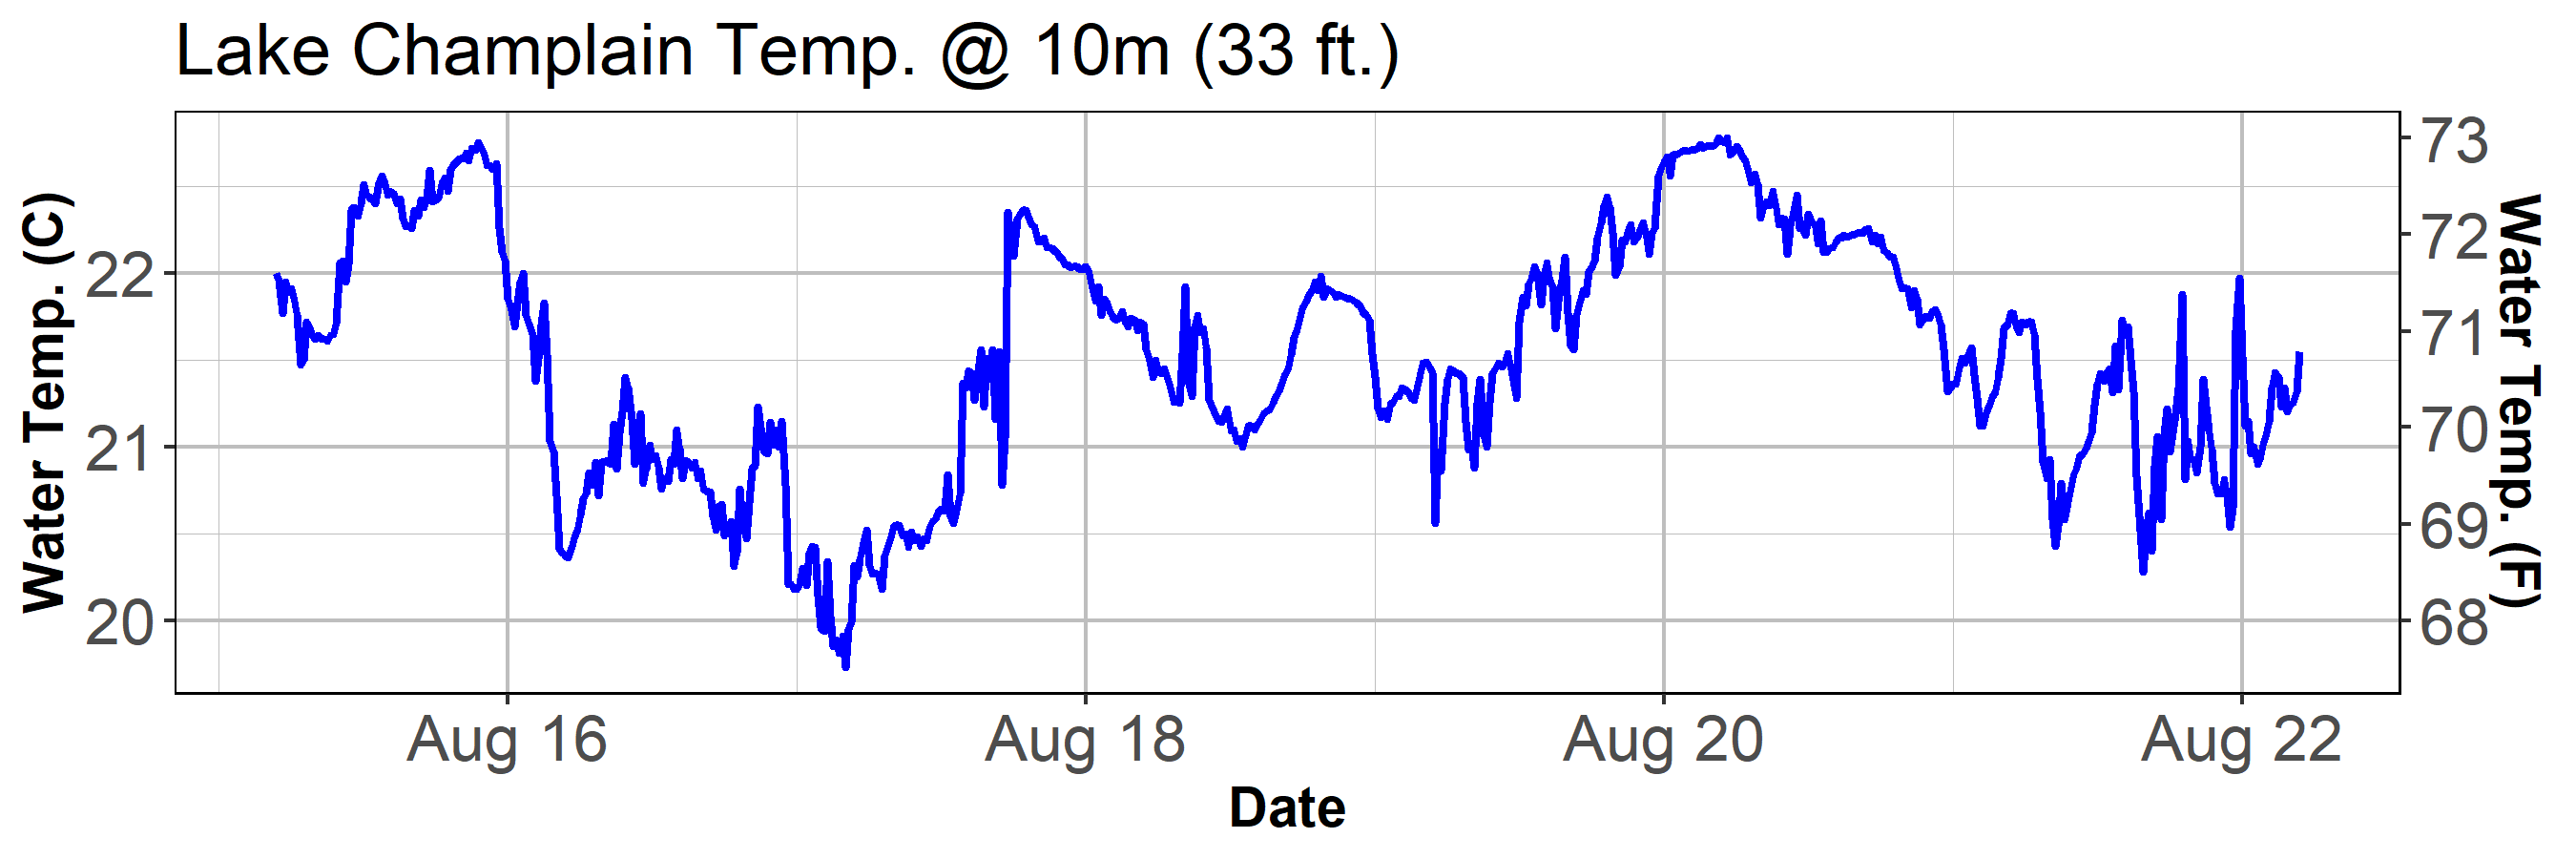 Lake Champlain Temp. @ 10m (33 ft.)
Water Temp. (C)
22
21
20
73
72
71
70
69
68
Water Temp. (F)
Aug 16
Aug 18
Aug 20
Aug 22
Date